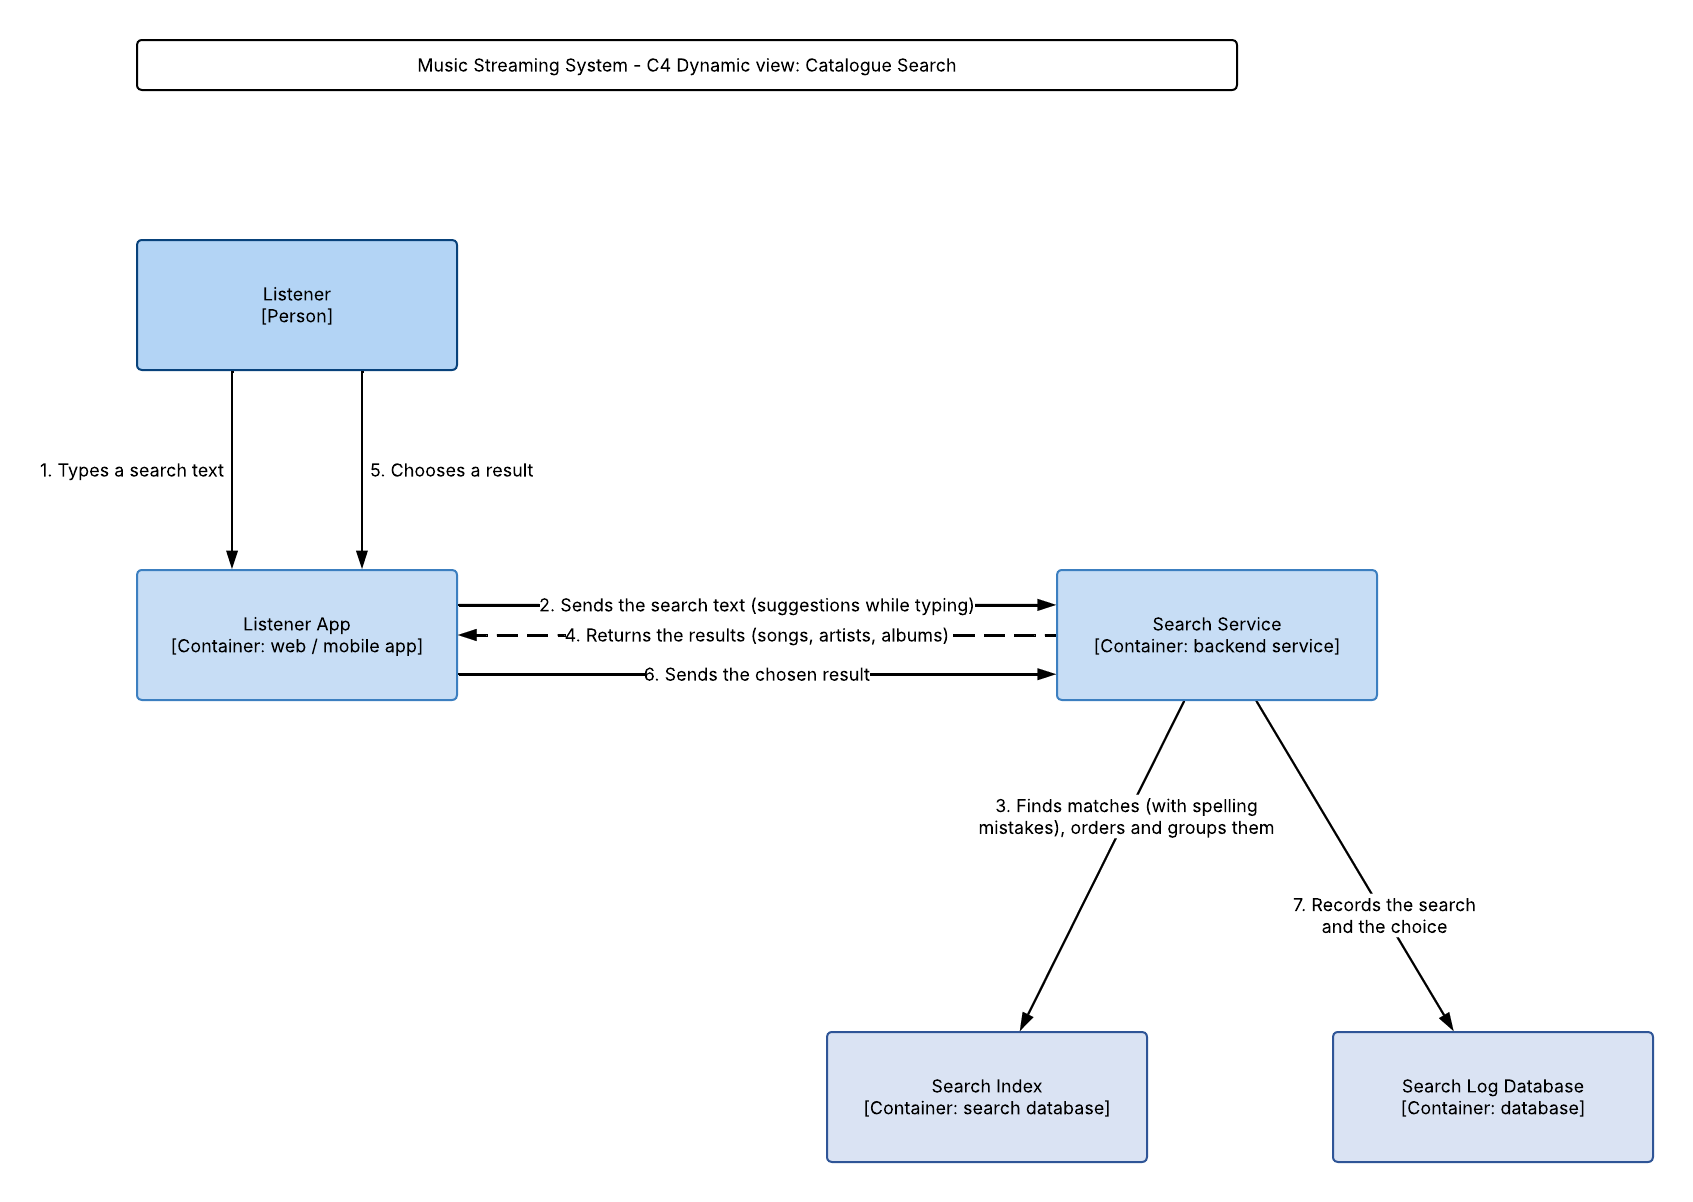 Music Streaming System - C4 Dynamic view: Catalogue Search
Listener
[Person]
1. Types a search text
5. Chooses a result
Listener App
[Container: web / mobile app]
2. Sends the search text (suggestions while typing)
4. Returns the results (songs, artists, albums)
6. Sends the chosen result
Search Service
[Container: backend service]
3. Finds matches (with spelling
mistakes), orders and groups them
7. Records the search
and the choice
Search Index
[Container: search database]
Search Log Database
[Container: database]